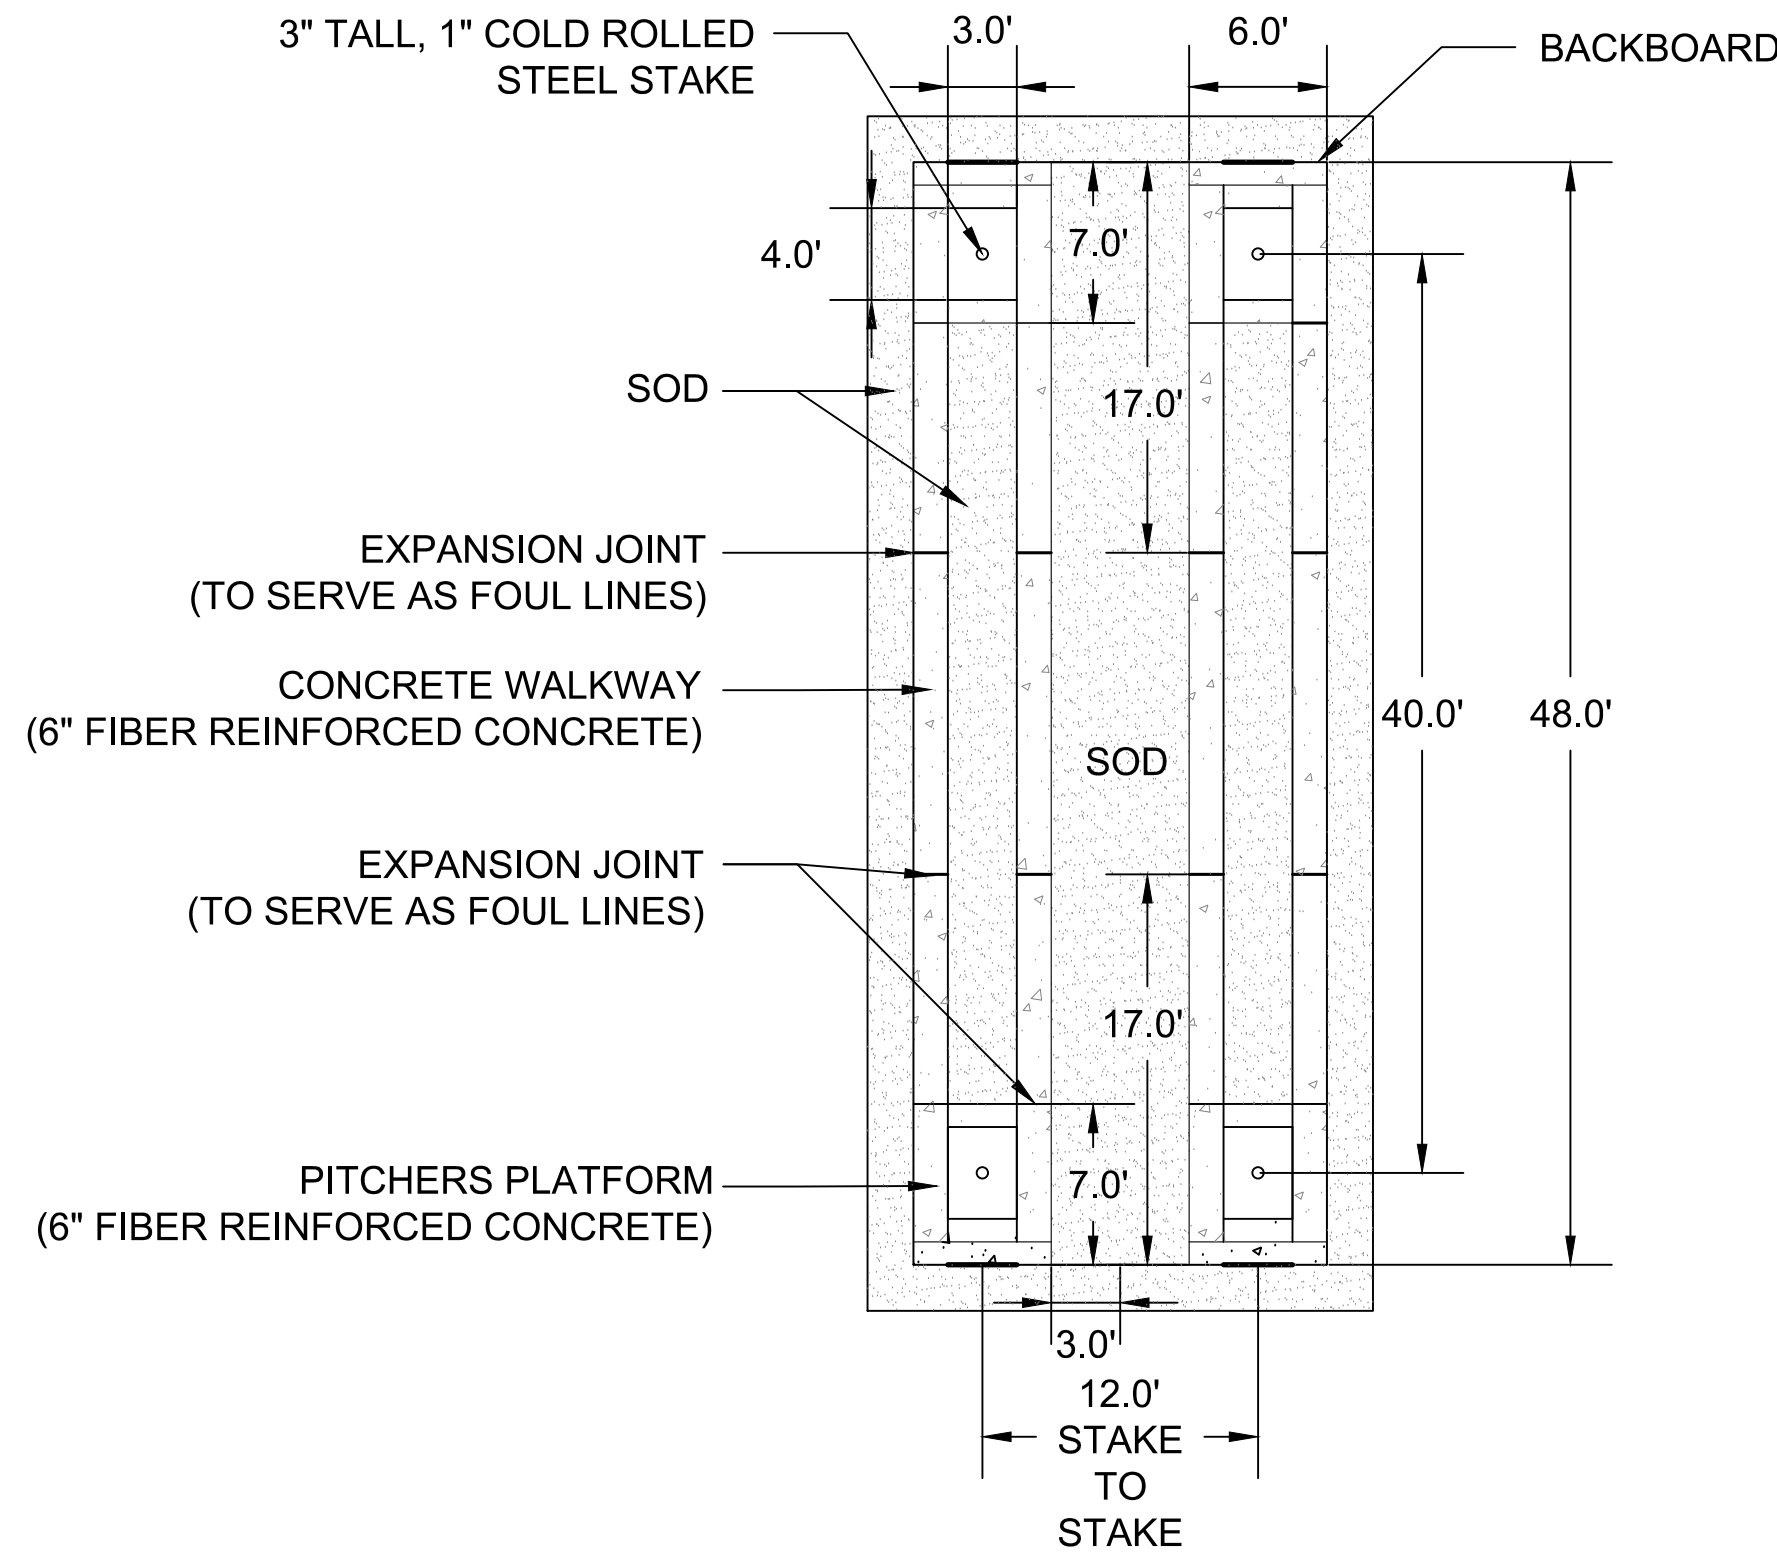 3" TALL, 1" COLD ROLLED
STEEL STAKE
3.0'
6.0'
BACKBOARD
4.0'
7.0'
17.0'
SOD
EXPANSION JOINT
(TO SERVE AS FOUL LINES)
CONCRETE WALKWAY
(6" FIBER REINFORCED CONCRETE)
40.0'
48.0'
SOD
EXPANSION JOINT
(TO SERVE AS FOUL LINES)
17.0'
PITCHERS PLATFORM
(6" FIBER REINFORCED CONCRETE)
7.0'
3.0'
12.0'
STAKE
TO
STAKE